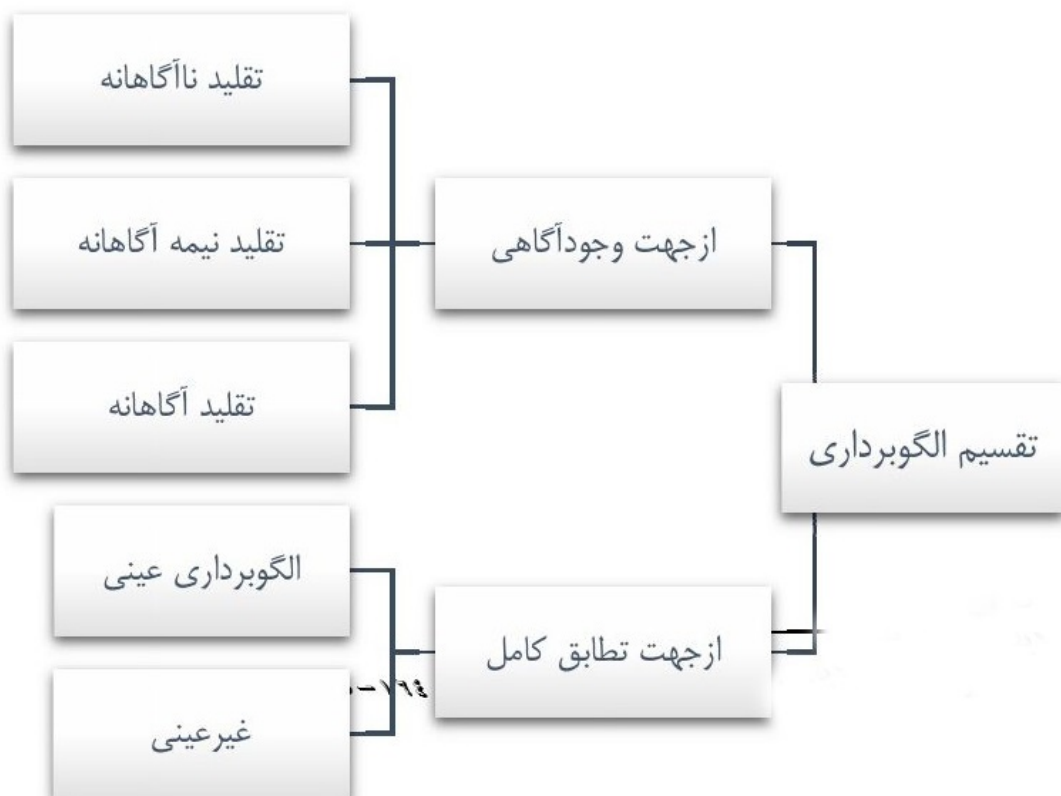 تقسیم الگوبرداری
ازجهت وجودآگاهی
تقلید ناآگاهانه
تقلید نیمه آگاهانه
تقلید آگاهانه
ازجهت تطابق کامل
الگوبرداری عینی
غیرعینی